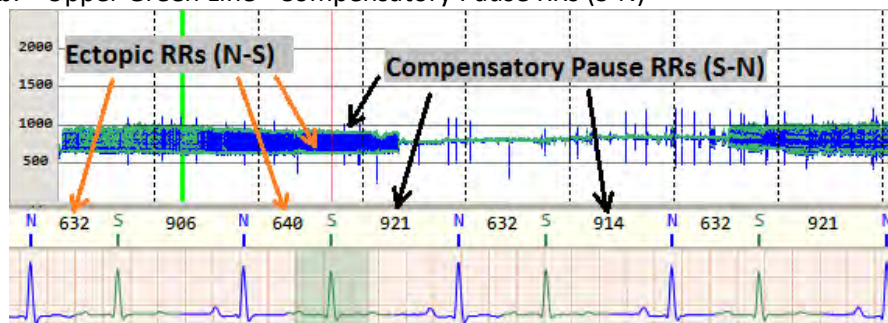 b. Upper Green Line - Compensatory Pause RRs (S-N)
2000
Ectopic RRs (N-S)
Compensatory Pause RRs (S-N)
1500
1000
500
N 632 S 906 N 640 S 921 N 632 S 914 N 632 S 921 N